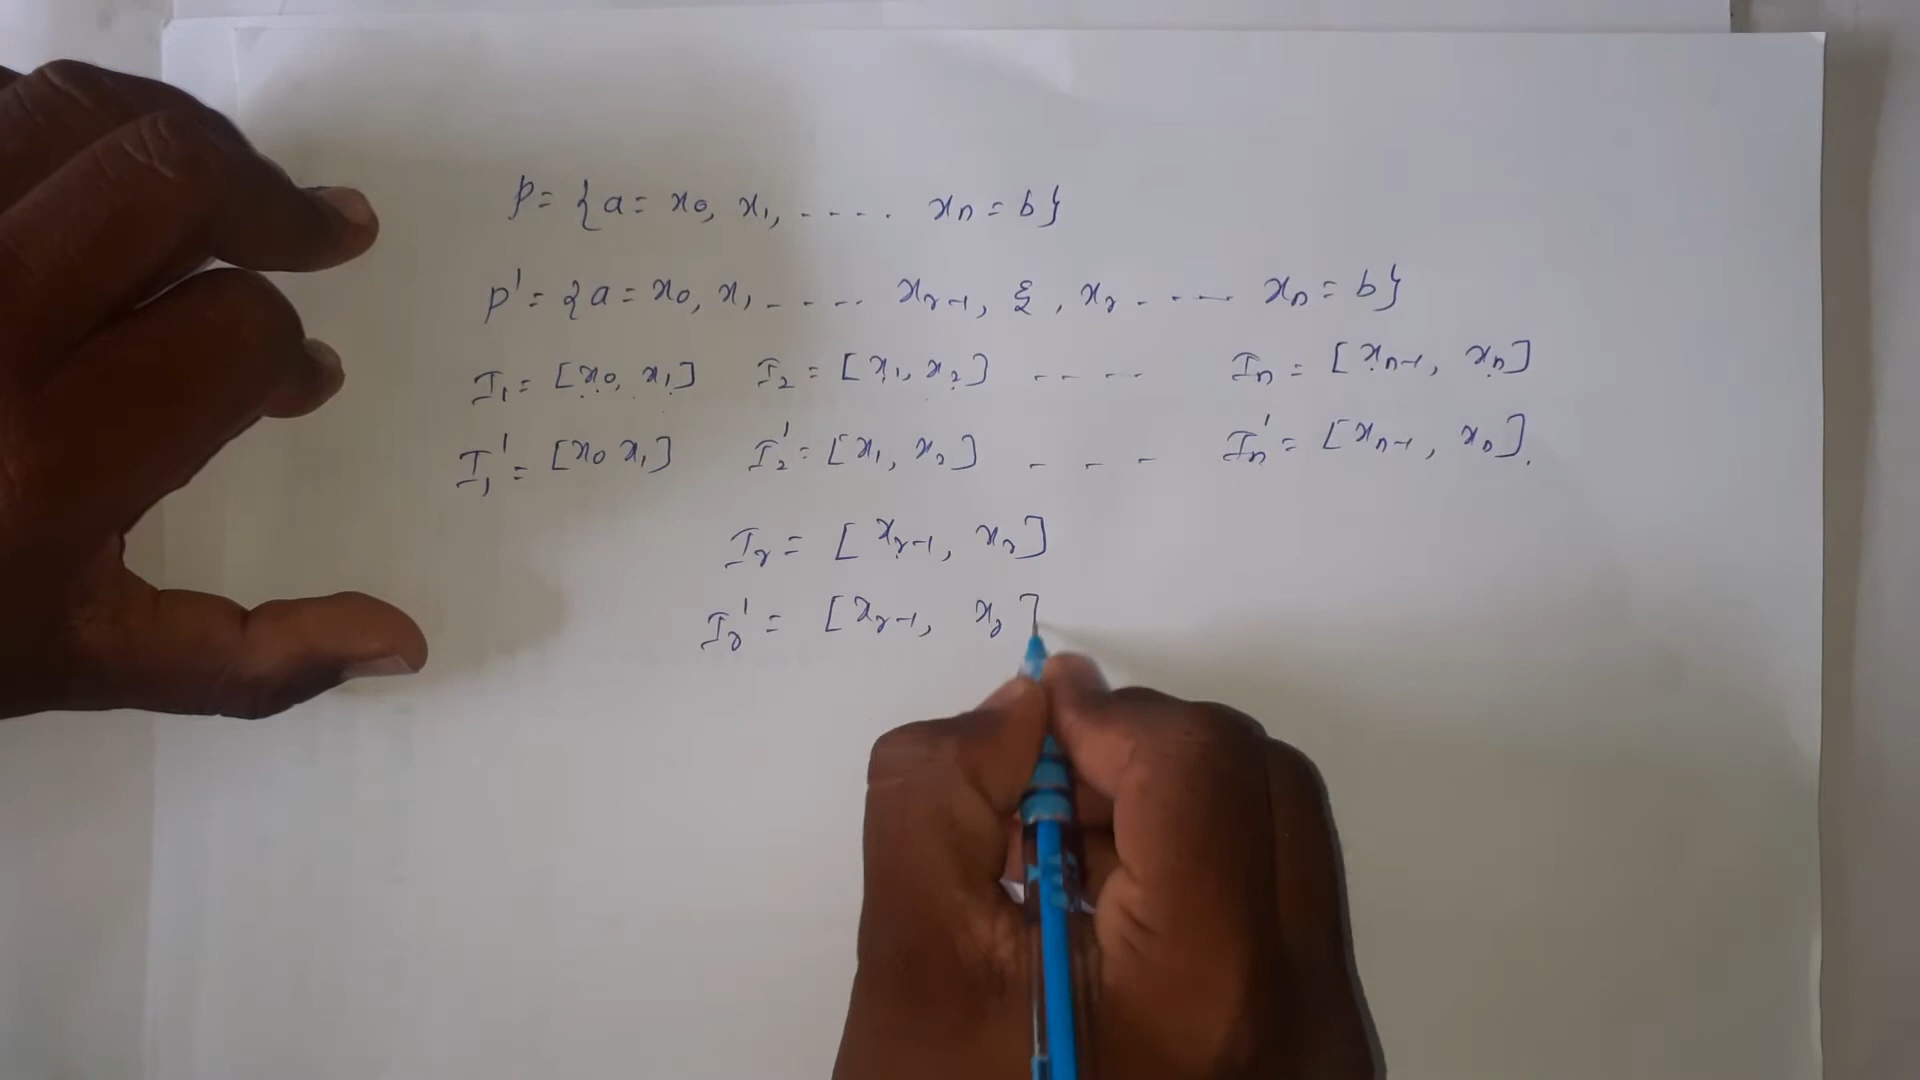 P = {a = x₀, x₁, ---- xₙ = b}
P' = {a = x₀, x₁ ---- xᵣ₋₁, ξ, xᵣ ---- xₙ = b}
I₁ = [x₀, x₁] I₂ = [x₁, x₂] ---- Iₙ = [xₙ₋₁, xₙ]
I₁' = [x₀ x₁] I₂' = [x₁, x₂] --- Iₙ' = [xₙ₋₁, xₙ].
Iᵣ = [xᵣ₋₁, xᵣ]
Iᵣ' = [xᵣ₋₁, xᵣ]